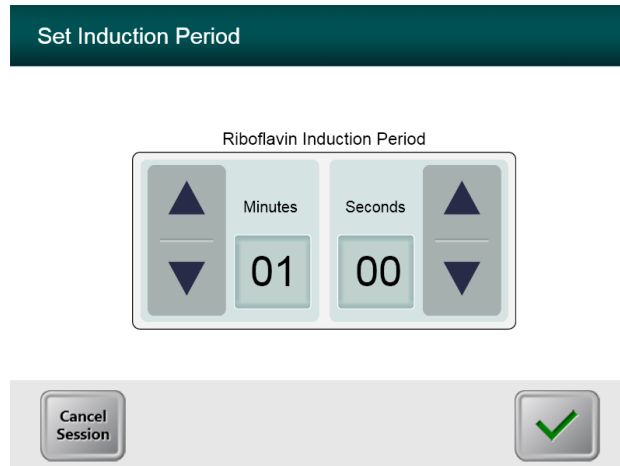 Set Induction Period
Riboflavin Induction Period
Minutes
Seconds
01
00
Cancel
Session